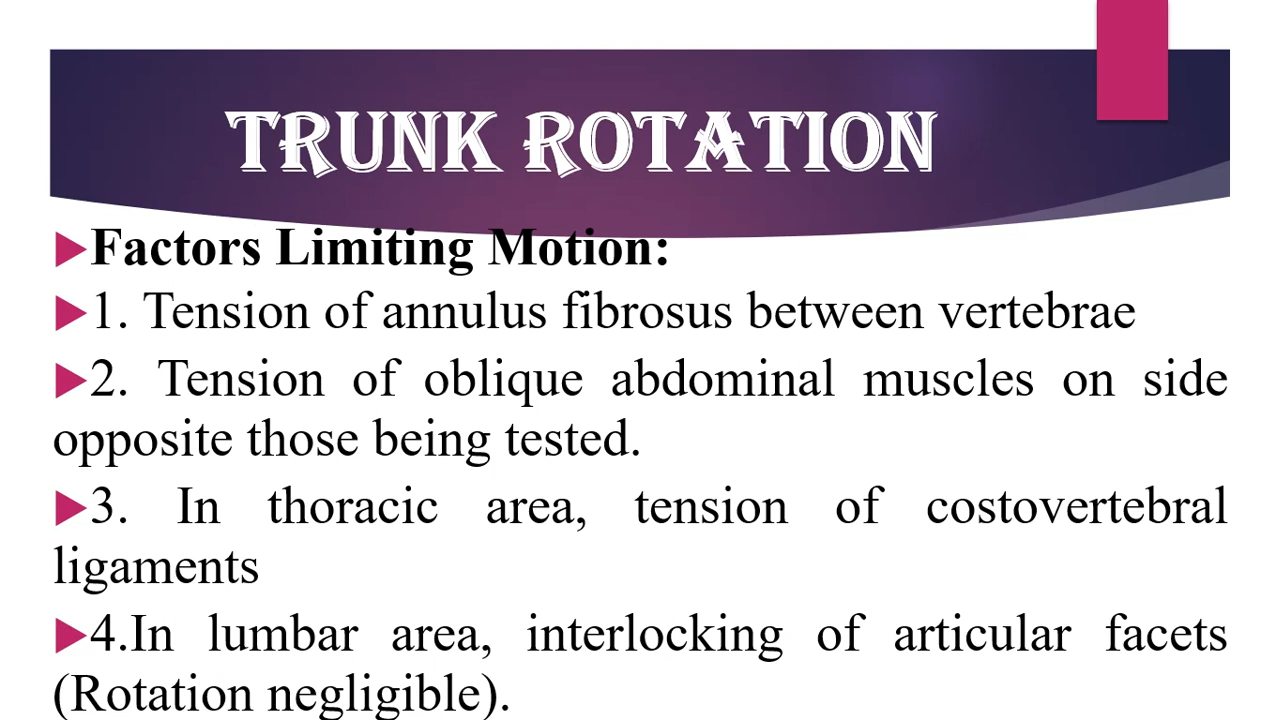 TRUNK ROTATION
Factors Limiting Motion:
1. Tension of annulus fibrosus between vertebrae
2. Tension of oblique abdominal muscles on side
opposite those being tested.
3. In thoracic area, tension of costovertebral
ligaments
4.In lumbar area, interlocking of articular facets
(Rotation negligible).